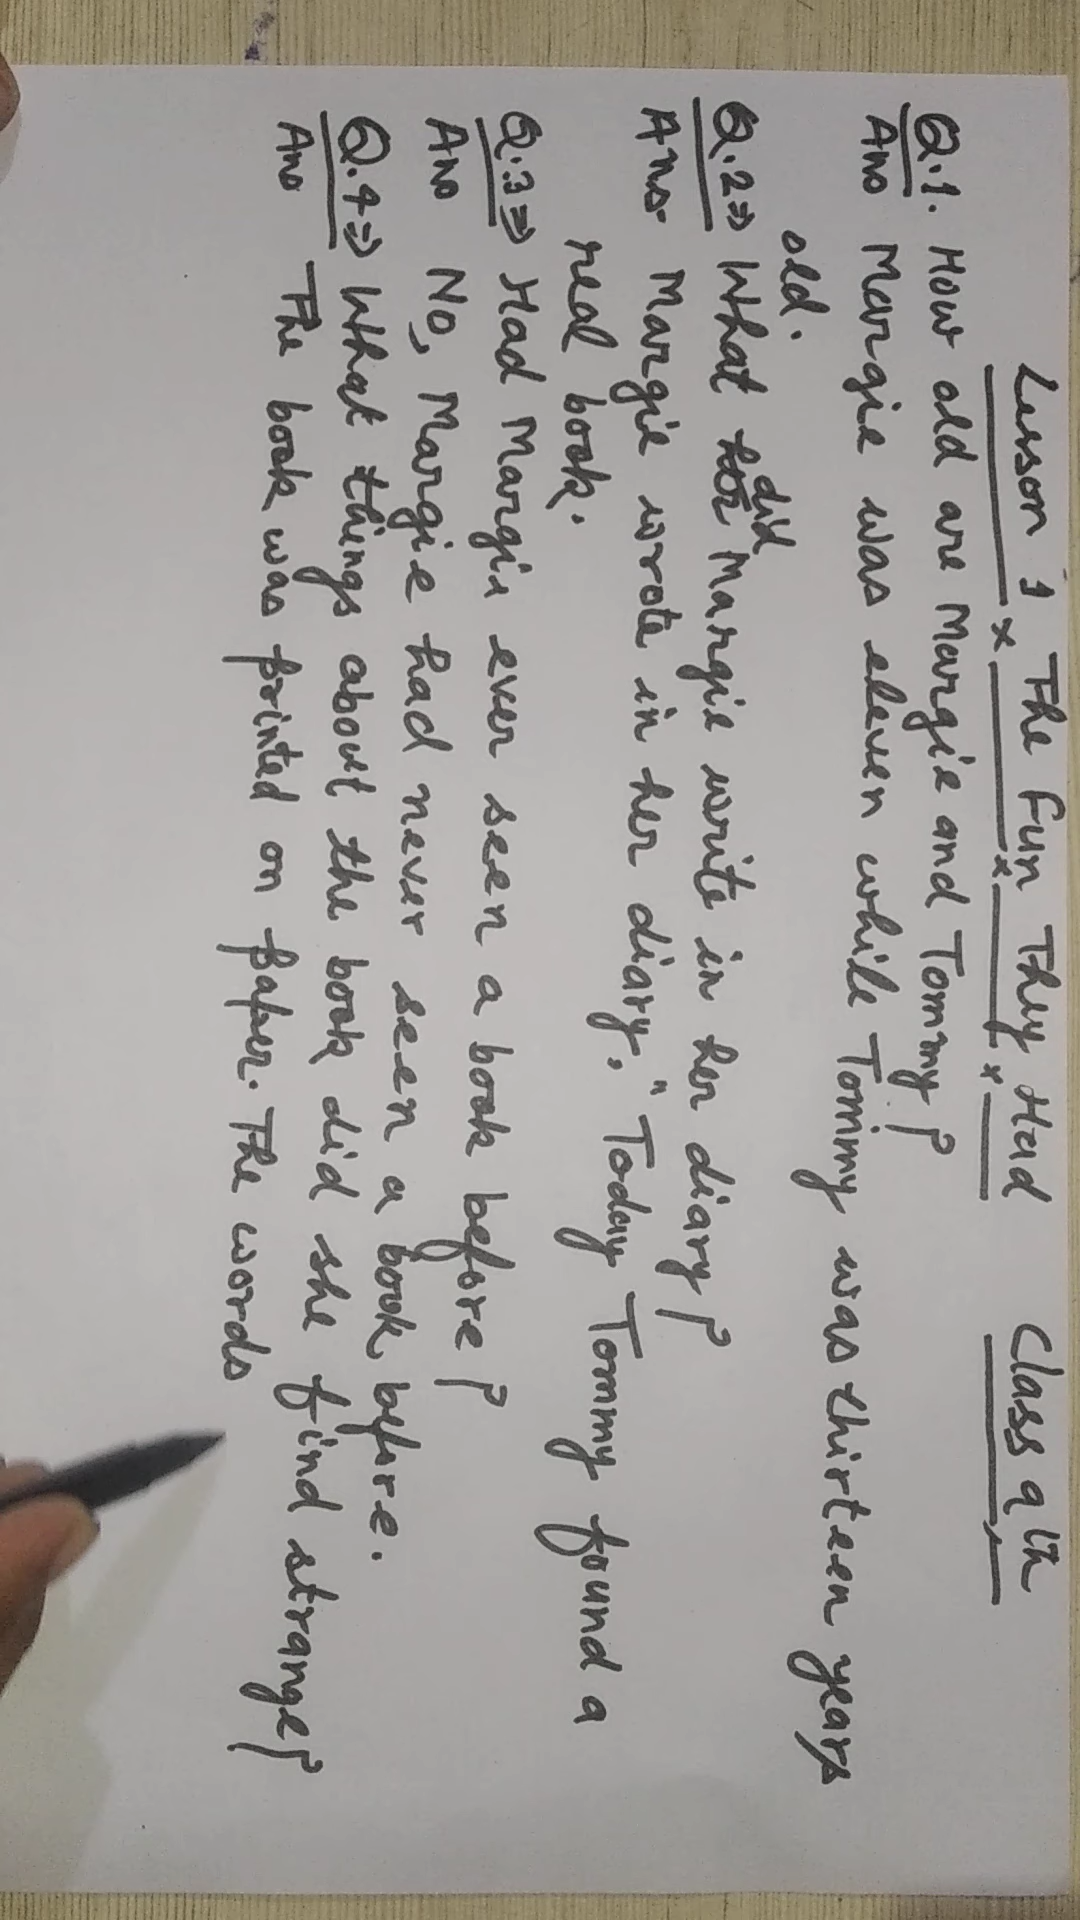 Lesson 1 The Fun They Had Class 9th
Q.1. How old are Margie and Tommy?
Ans Margie was eleven while Tommy was thirteen years
old.
Q.2⇒ What did Margie write in her diary?
Ans. Margie wrote in her diary, "Today Tommy found a
real book.
Q.3⇒ Had Margie ever seen a book before?
Ans No, Margie had never seen a book before.
Q.4⇒ What things about the book did she find strange?
Ans The book was printed on paper. The words